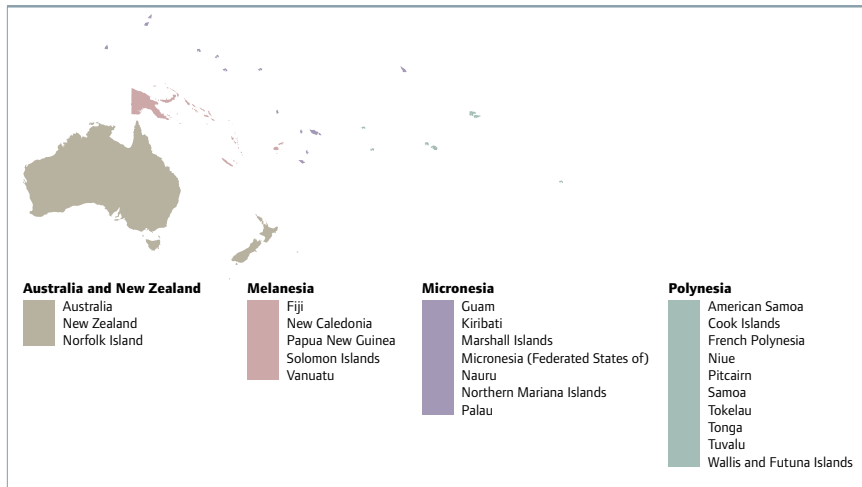 Australia and New Zealand
Australia
New Zealand
Norfolk Island
Melanesia
Fiji
New Caledonia
Papua New Guinea
Solomon Islands
Vanuatu
Micronesia
Guam
Kiribati
Marshall Islands
Micronesia (Federated States of)
Nauru
Northern Mariana Islands
Palau
Polynesia
American Samoa
Cook Islands
French Polynesia
Niue
Pitcairn
Samoa
Tokelau
Tonga
Tuvalu
Wallis and Futuna Islands